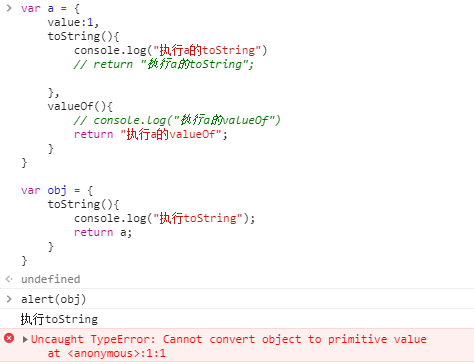 var a = {
value:1,
toString(){
console.log("执行a的toString")
// return "执行a的toString";
},
valueOf(){
// console.log("执行a的valueOf")
return "执行a的valueOf";
}
}
var obj = {
toString(){
console.log("执行toString");
return a;
}
}
undefined
alert(obj)
执行toString
Uncaught TypeError: Cannot convert object to primitive value
at <anonymous>:1:1